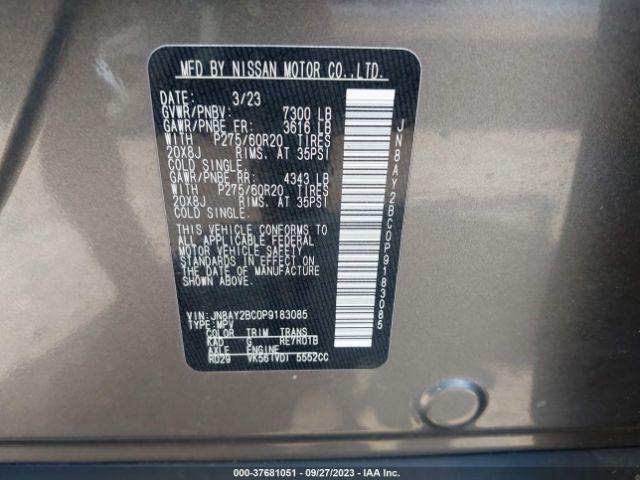 MFD BY NISSAN MOTOR CO.,LTD.
DATE: 3/23
GVWR/PNBV: 7300 LB
GAWR/PNBE FR: 3616 LB
WITH P275/60R20 TIRES
20X8J RIMS. AT 35PSI
COLD SINGLE.
GAWR/PNBE RR: 4343 LB
WITH P275/60R20 TIRES
20X8J RIMS. AT 35PSI
COLD SINGLE.
THIS VEHICLE CONFORMS TO
ALL APPLICABLE FEDERAL
MOTOR VEHICLE SAFETY
STANDARDS IN EFFECT ON
THE DATE OF MANUFACTURE
SHOWN ABOVE.
VIN: JN8AY2BC0P9183085
TYPE: MPV
COLOR TRIM TRANS
KAD G RE7R01B
AXLE ENGINE
RD29 VK56(VD) 5552CC
JN8AY2BC0P9183085
000-37681051 - 09/27/2023 - IAA Inc.